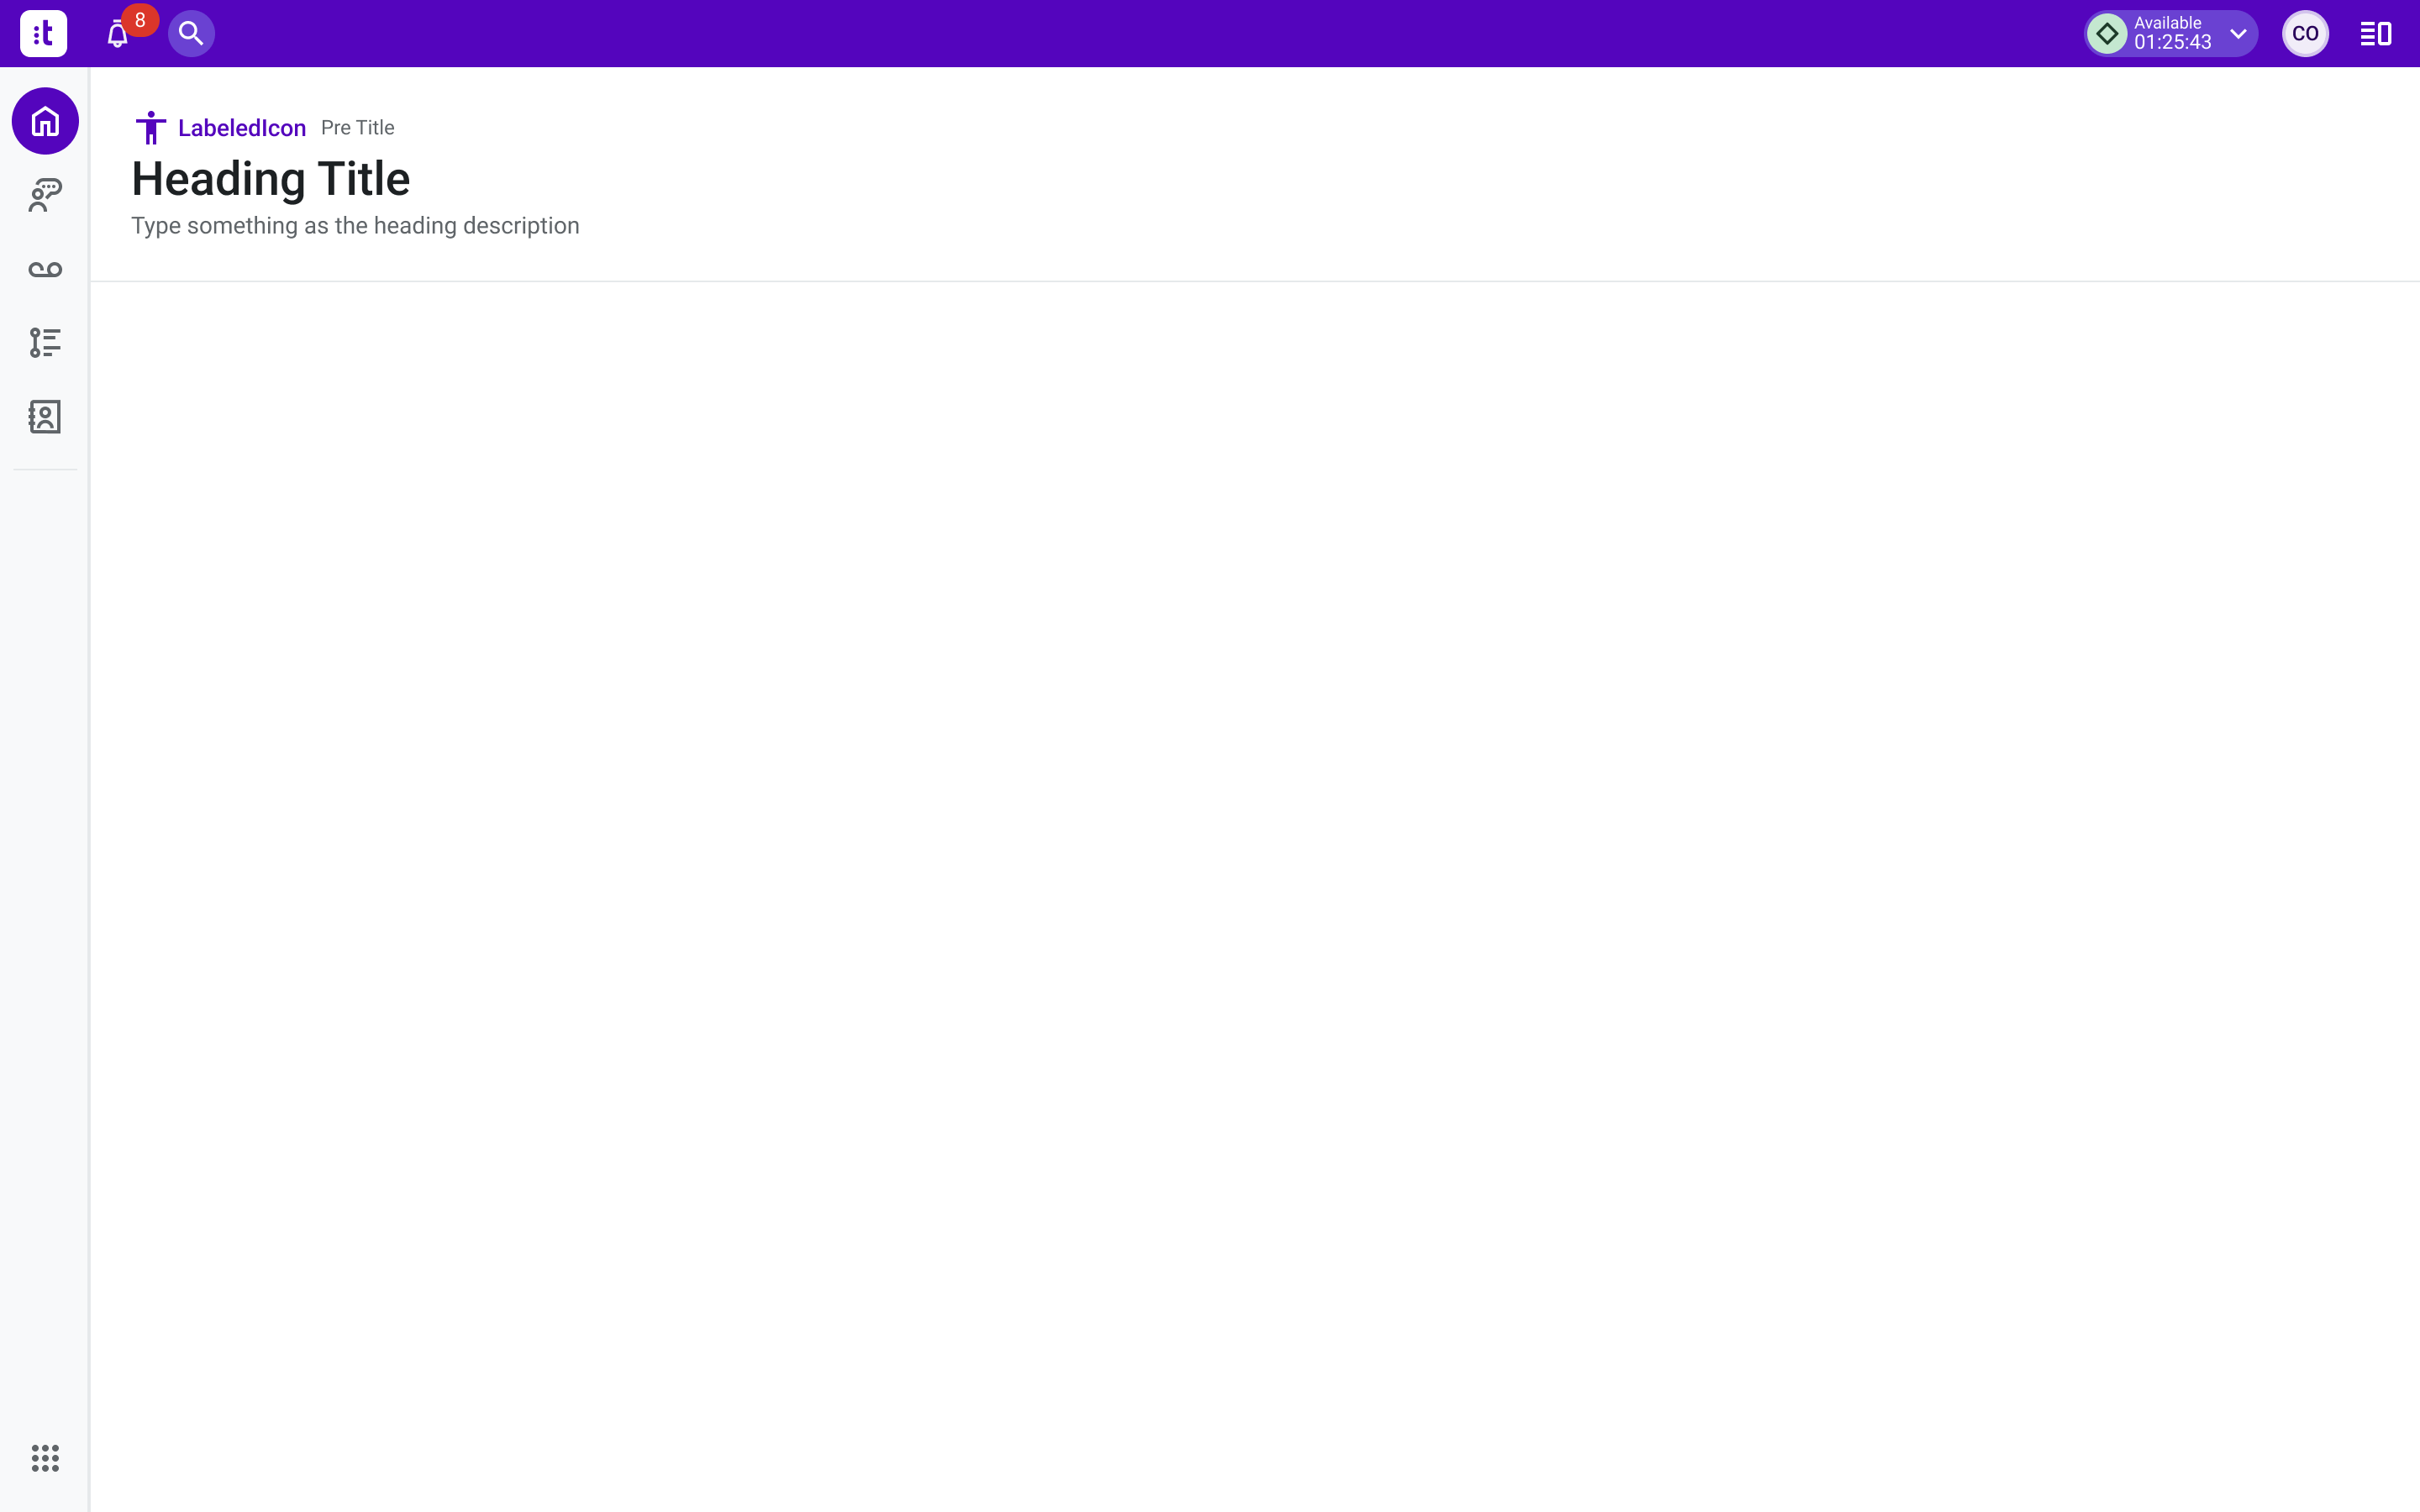 :t
8
Available
01:25:43
CO
LabeledIcon Pre Title
Heading Title
Type something as the heading description